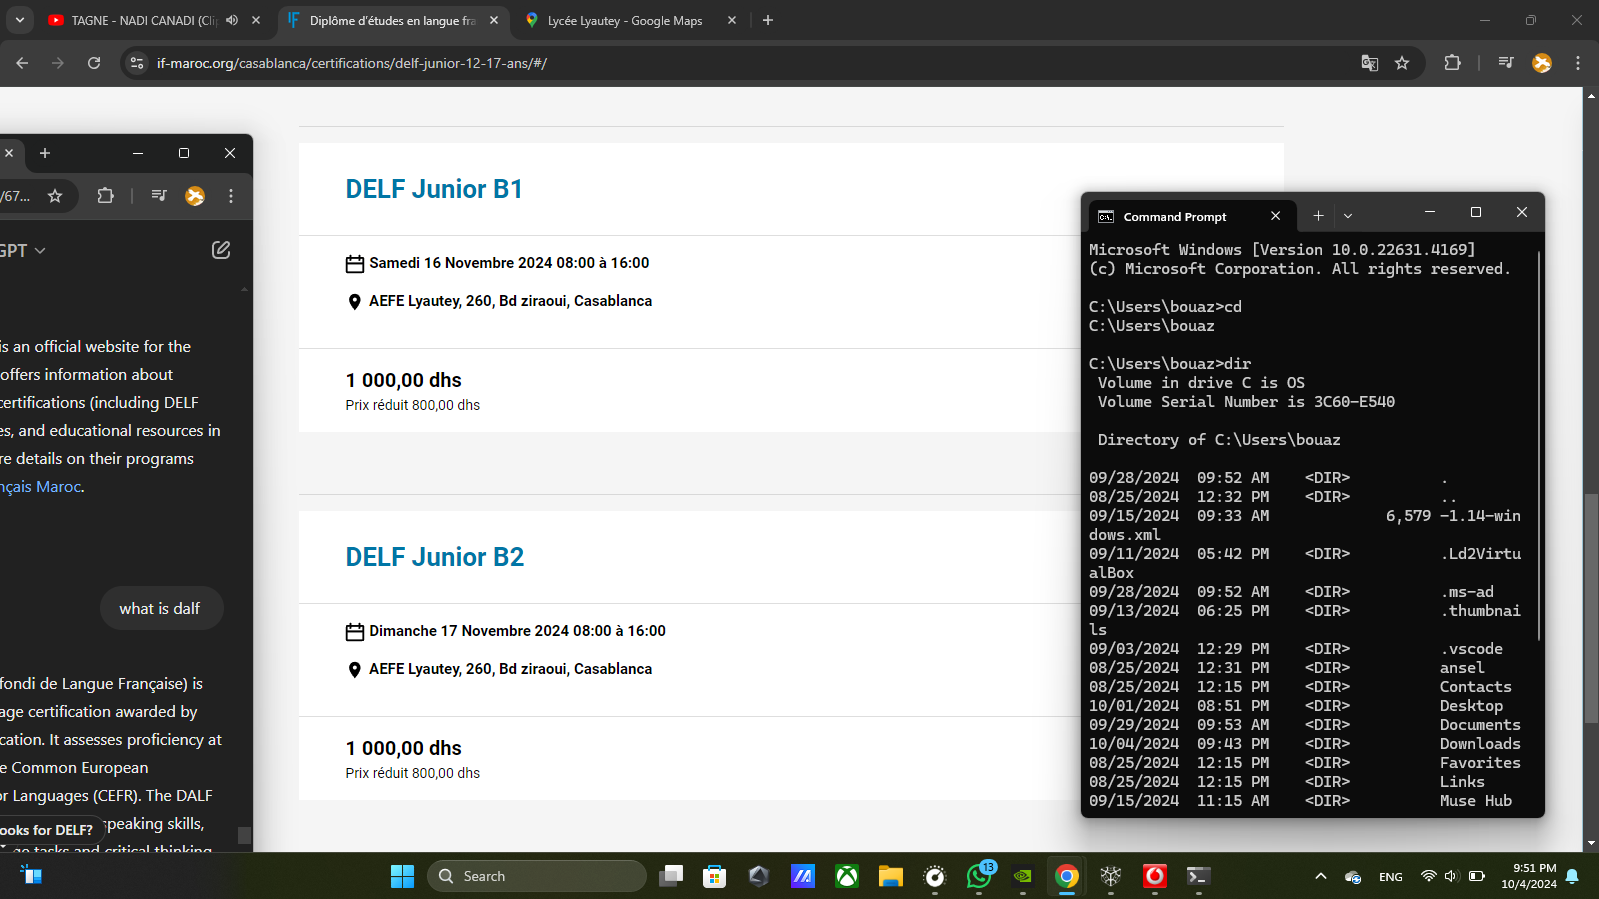 TAGNE - NADI CANADI (Cli
Diplôme d'études en langue fra
Lycée Lyautey - Google Maps
if-maroc.org/casablanca/certifications/delf-junior-12-17-ans/#/
/67...
GPT
is an official website for the
offers information about
certifications (including DELF
es, and educational resources in
re details on their programs
nçais Maroc.
what is dalf
fondi de Langue Française) is
age certification awarded by
cation. It assesses proficiency at
e Common European
or Languages (CEFR). The DALF
ooks for DELF?
speaking skills,
ge tasks and critical thinking
DELF Junior B1
Samedi 16 Novembre 2024 08:00 à 16:00
AEFE Lyautey, 260, Bd ziraoui, Casablanca
1 000,00 dhs
Prix réduit 800,00 dhs
DELF Junior B2
Dimanche 17 Novembre 2024 08:00 à 16:00
AEFE Lyautey, 260, Bd ziraoui, Casablanca
1 000,00 dhs
Prix réduit 800,00 dhs
Command Prompt
Microsoft Windows [Version 10.0.22631.4169]
(c) Microsoft Corporation. All rights reserved.
C:\Users\bouaz>cd
C:\Users\bouaz
C:\Users\bouaz>dir
Volume in drive C is OS
Volume Serial Number is 3C60-E540
Directory of C:\Users\bouaz
09/28/2024 09:52 AM <DIR> .
08/25/2024 12:32 PM <DIR> ..
09/15/2024 09:33 AM 6,579 -1.14-win
dows.xml
09/11/2024 05:42 PM <DIR> .Ld2Virtu
alBox
09/28/2024 09:52 AM <DIR> .ms-ad
09/13/2024 06:25 PM <DIR> .thumbnai
ls
09/03/2024 12:29 PM <DIR> .vscode
08/25/2024 12:31 PM <DIR> ansel
08/25/2024 12:15 PM <DIR> Contacts
10/01/2024 08:51 PM <DIR> Desktop
09/29/2024 09:53 AM <DIR> Documents
10/04/2024 09:43 PM <DIR> Downloads
08/25/2024 12:15 PM <DIR> Favorites
08/25/2024 12:15 PM <DIR> Links
09/15/2024 11:15 AM <DIR> Muse Hub
Search
13
ENG
9:51 PM
10/4/2024